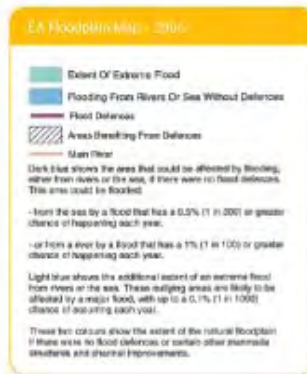 EA Floodplain Map - 2004
Extent Of Extreme Flood
Flooding From Rivers Or Sea Without Defences
Flood Defences
Areas Benefiting From Defences
Main River
Dark blue shows the area that could be affected by flooding,
either from rivers or the sea, if there were no flood defences.
This area could be flooded:
- from the sea by a flood that has a 0.5% (1 in 200) or greater
chance of happening each year.
- or from a river by a flood that has a 1% (1 in 100) or greater
chance of happening each year.
Light blue shows the additional extent of an extreme flood
from rivers or the sea. These outlying areas are likely to be
affected by a major flood, with up to a 0.1% (1 in 1000)
chance of occurring each year.
These two colours show the extent of the natural floodplain
if there were no flood defences or certain other manmade
structures and channel improvements.